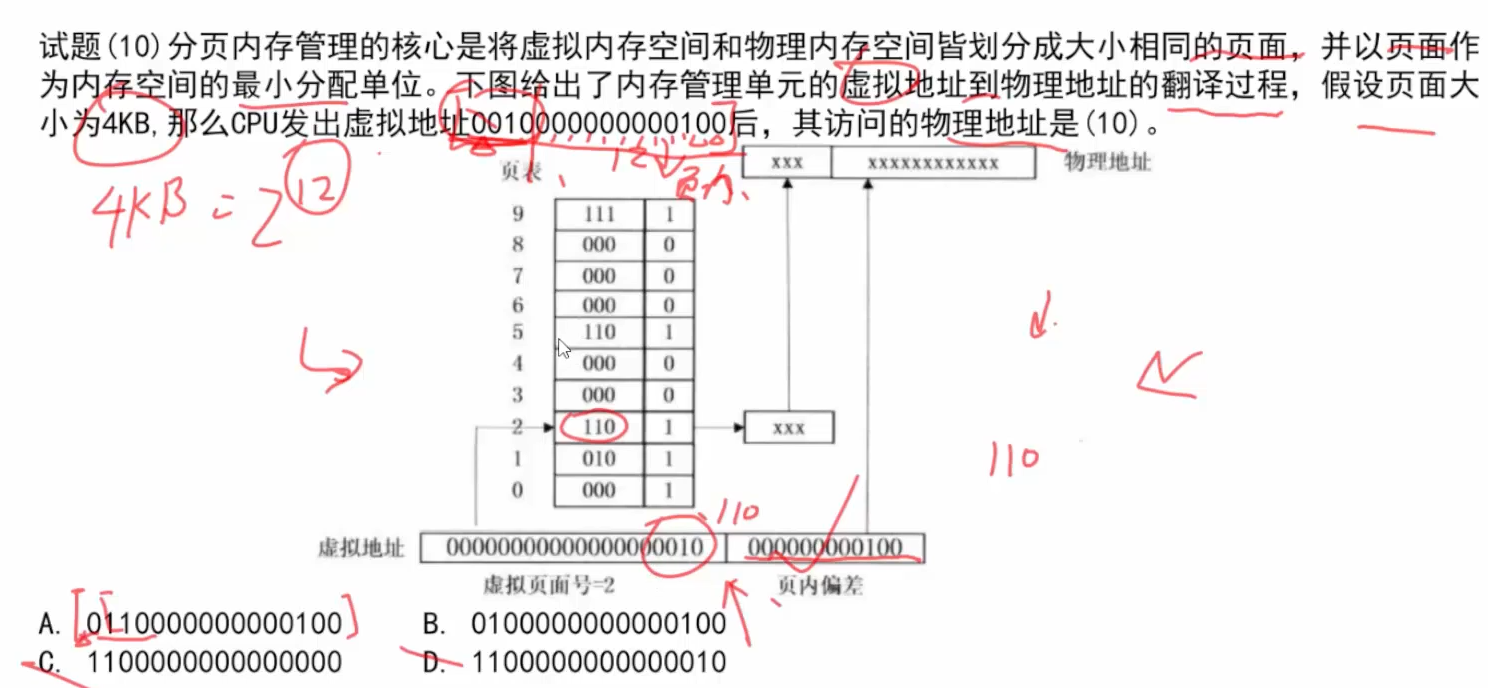 试题(10)分页内存管理的核心是将虚拟内存空间和物理内存空间皆划分成大小相同的页面，并以页面作
为内存空间的最小分配单位。下图给出了内存管理单元的虚拟地址到物理地址的翻译过程，假设页面大
小为4KB,那么CPU发出虚拟地址0010000000000100后，其访问的物理地址是(10)。
页表
xxx xxxxxxxxxxxx 物理地址
12 页内
4KB = 2^12
9 111 1
8 000 0
7 000 0
6 000 0
5 110 1
4 000 0
3 000 0
2 110 1 xxx
1 010 1
110
0 000 1
110
虚拟地址 00000000000000000010 000000000100
虚拟页面号=2 页内偏差
A. 0110000000000100 B. 0100000000000100
C. 1100000000000000 D. 1100000000000010